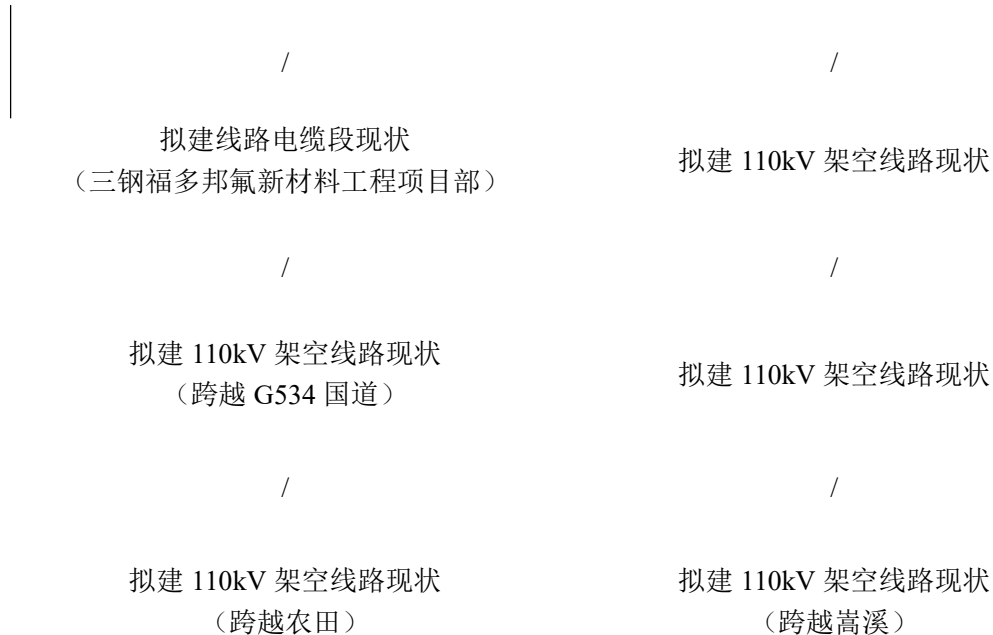 /
/
拟建线路电缆段现状
（三钢福多邦氟新材料工程项目部）
拟建 110kV 架空线路现状
/
/
拟建 110kV 架空线路现状
（跨越 G534 国道）
拟建 110kV 架空线路现状
/
/
拟建 110kV 架空线路现状
（跨越农田）
拟建 110kV 架空线路现状
（跨越嵩溪）